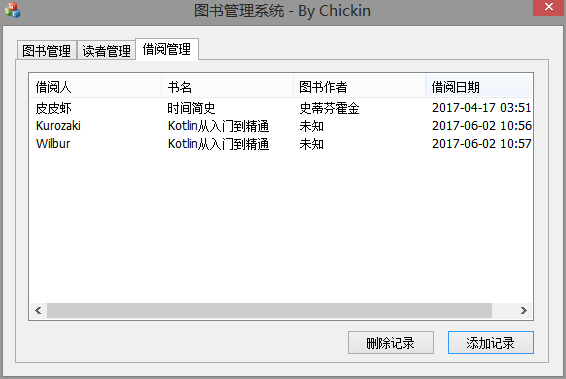 图书管理系统 - By Chickin
图书管理 读者管理 借阅管理
借阅人 书名 图书作者 借阅日期
皮皮虾 时间简史 史蒂芬霍金 2017-04-17 03:51
Kurozaki Kotlin从入门到精通 未知 2017-06-02 10:56
Wilbur Kotlin从入门到精通 未知 2017-06-02 10:57
删除记录 添加记录